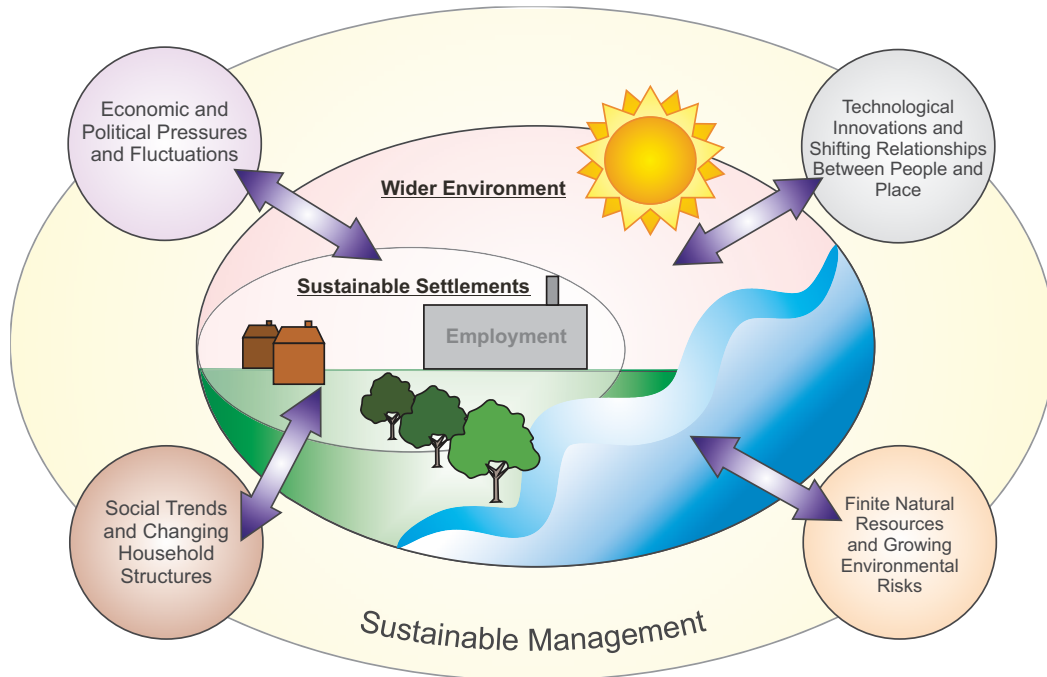 Economic and
Political Pressures
and Fluctuations
Technological
Innovations and
Shifting Relationships
Between People and
Place
Wider Environment
Sustainable Settlements
Employment
Social Trends
and Changing
Household
Structures
Finite Natural
Resources
and Growing
Environmental
Risks
Sustainable Management